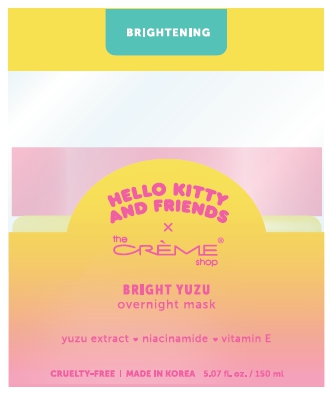 BRIGHTENING
HELLO KITTY
AND FRIENDS
×
the
CRÈME®
shop
BRIGHT YUZU
overnight mask
yuzu extract ♥ niacinamide ♥ vitamin E
CRUELTY-FREE | MADE IN KOREA 5.07 fl. oz. / 150 ml